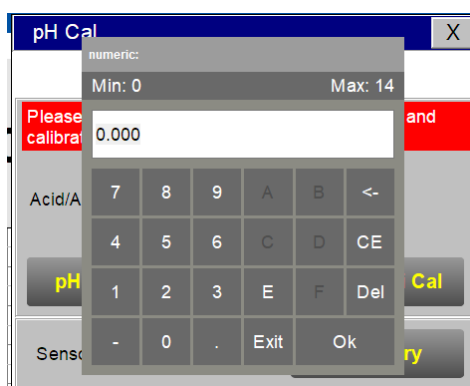 pH Cal
X
numeric:
Min: 0 Max: 14
Please and
calibrat
0.000
Acid/A
7 8 9 A B <-
4 5 6 C D CE
pH Cal
1 2 3 E F Del
- 0 . Exit Ok
Senso ry